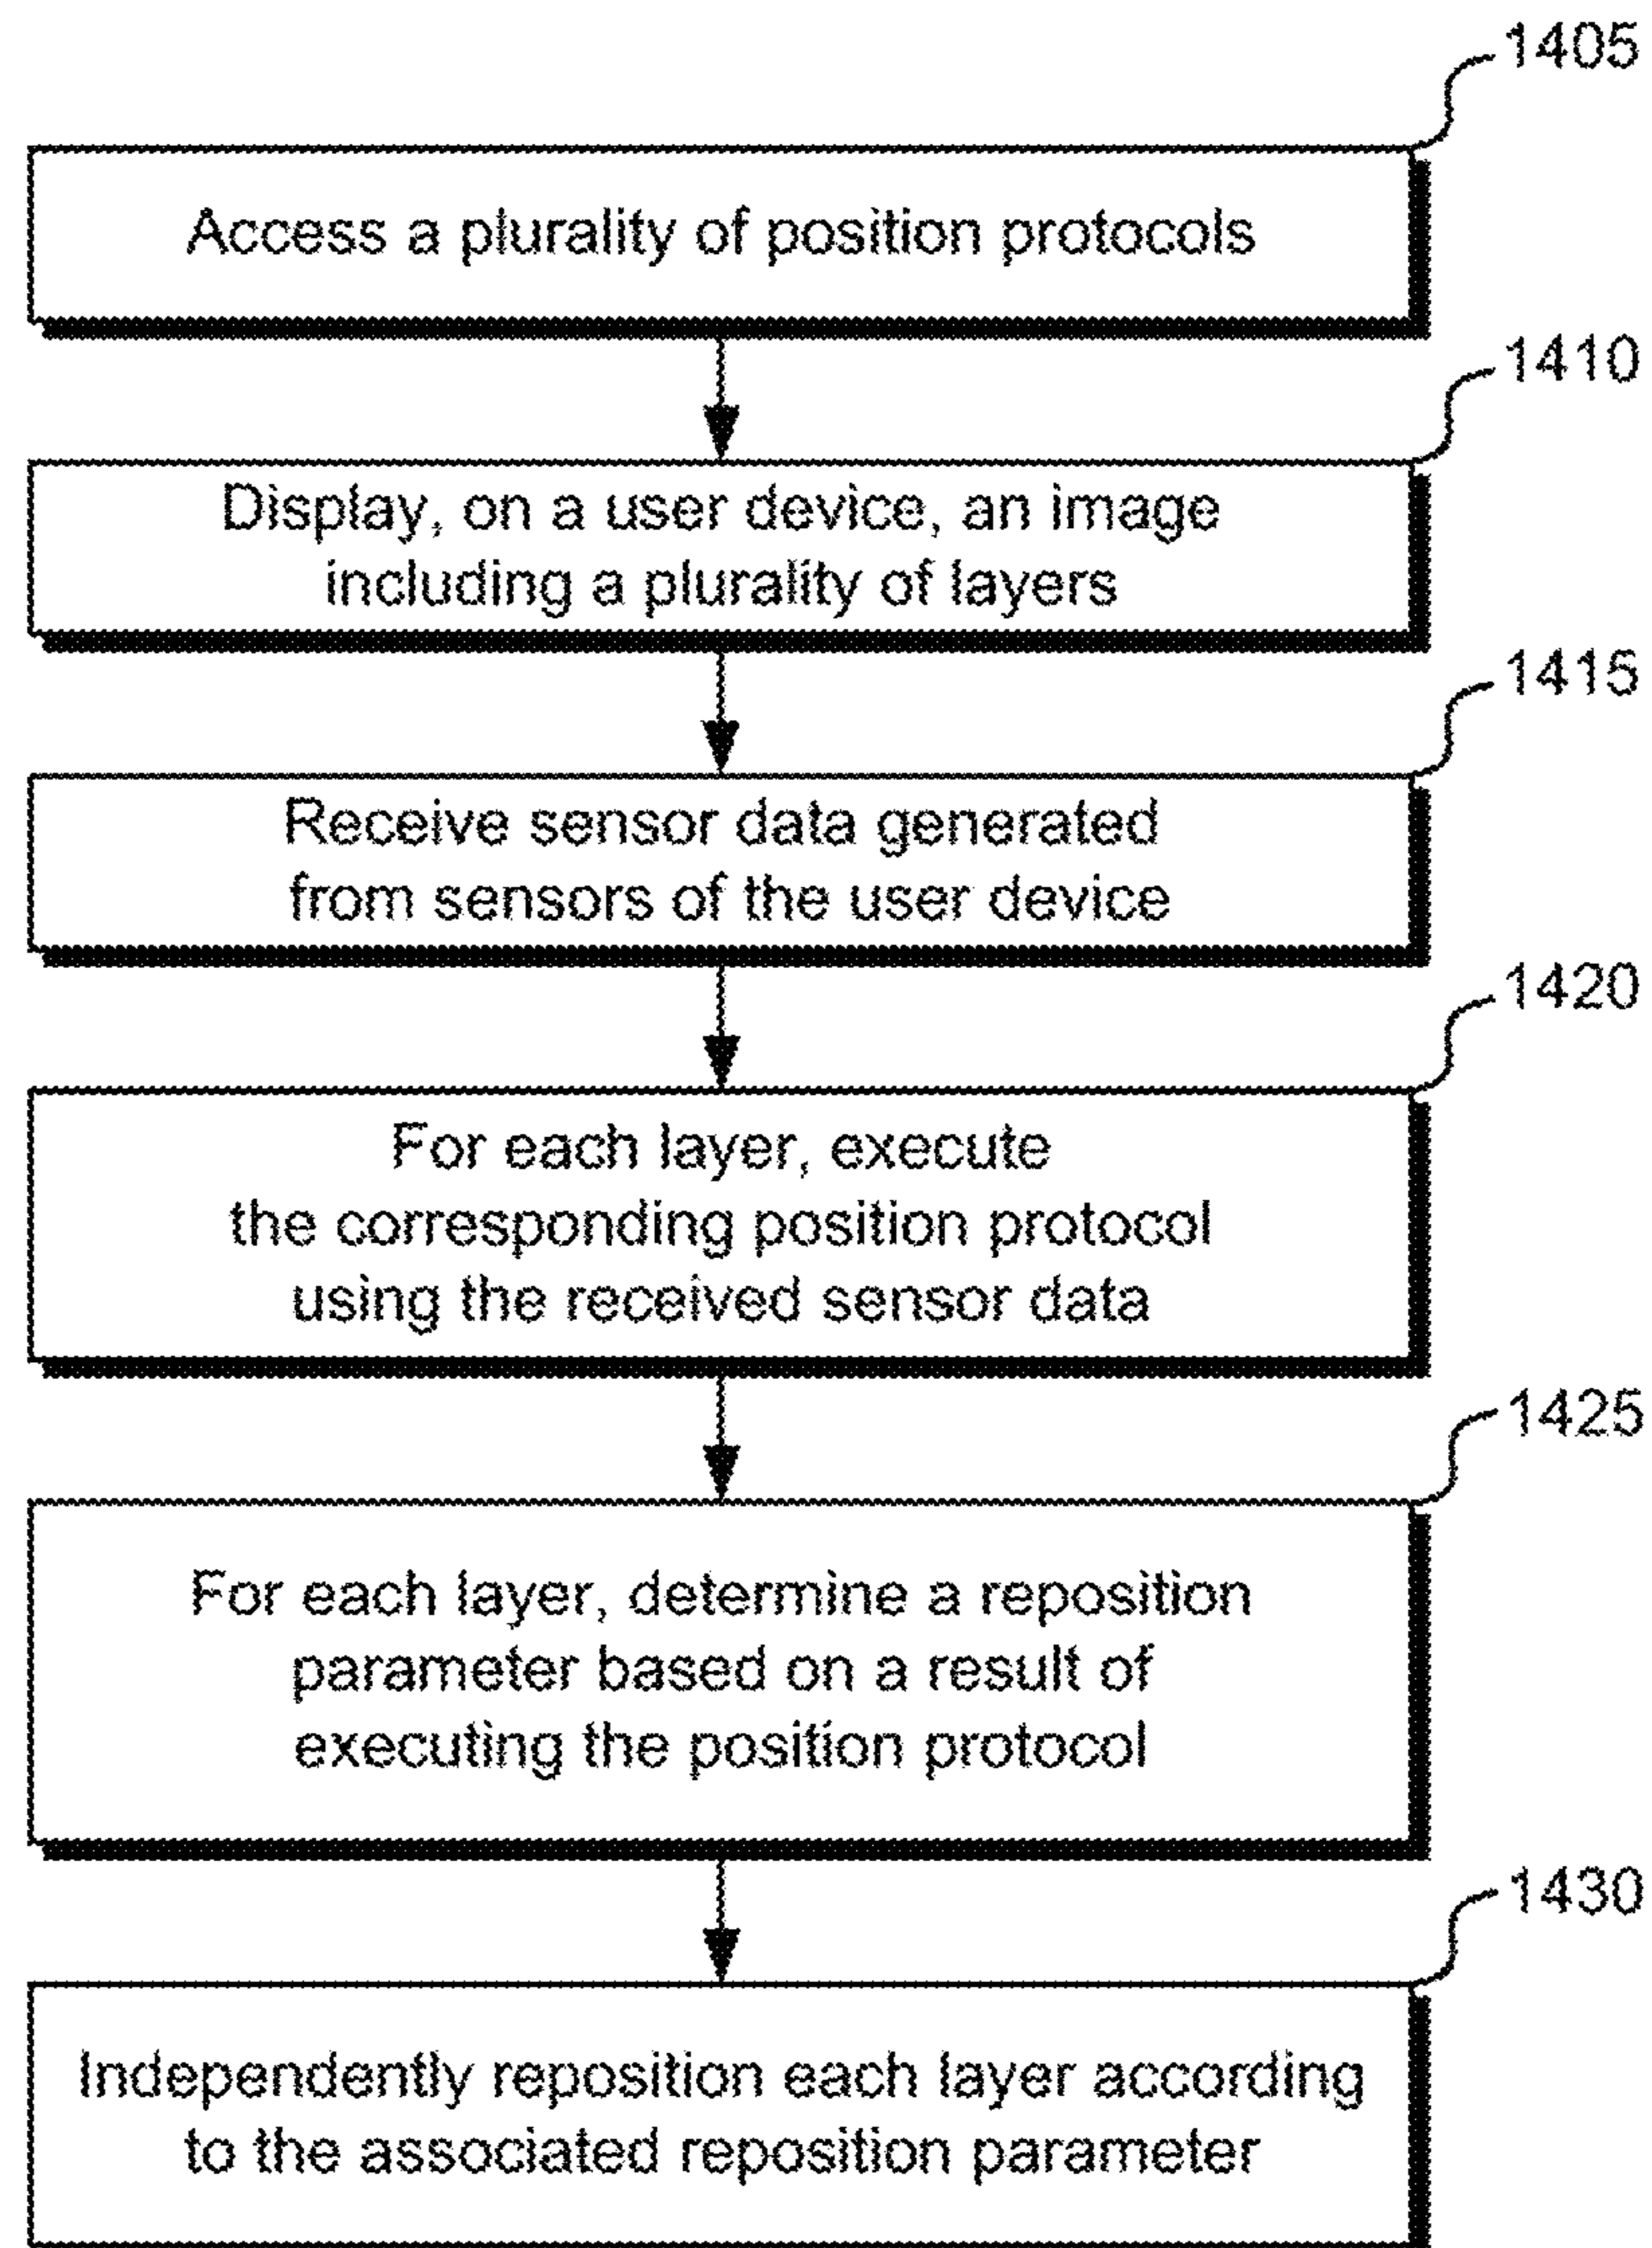 1405
Access a plurality of position protocols
1410
Display, on a user device, an image
including a plurality of layers
1415
Receive sensor data generated
from sensors of the user device
1420
For each layer, execute
the corresponding position protocol
using the received sensor data
1425
For each layer, determine a reposition
parameter based on a result of
executing the position protocol
1430
Independently reposition each layer according
to the associated reposition parameter